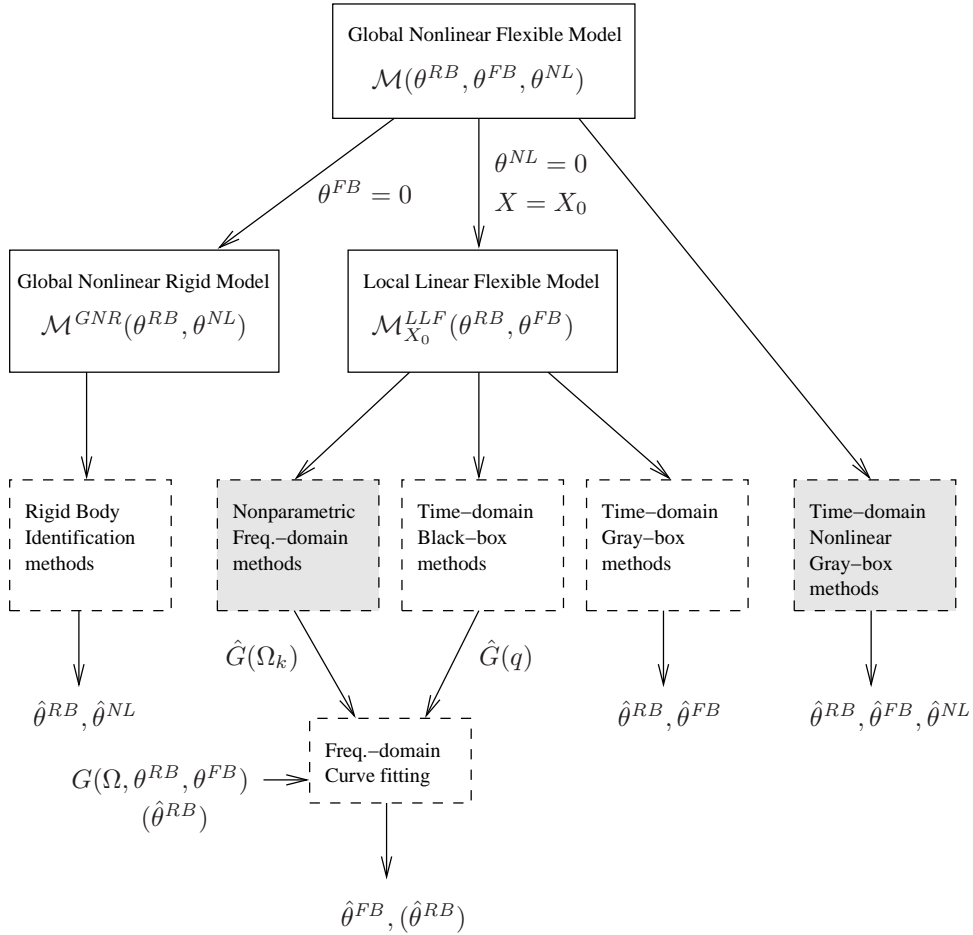 Global Nonlinear Flexible Model
ℳ(θ^{RB}, θ^{FB}, θ^{NL})
θ^{FB} = 0
θ^{NL} = 0
X = X_0
Global Nonlinear Rigid Model
ℳ^{GNR}(θ^{RB}, θ^{NL})
Local Linear Flexible Model
ℳ^{LLF}_{X_0}(θ^{RB}, θ^{FB})
Rigid Body
Identification
methods
Nonparametric
Freq.−domain
methods
Time−domain
Black−box
methods
Time−domain
Gray−box
methods
Time−domain
Nonlinear
Gray−box
methods
Ĝ(Ω_k)
Ĝ(q)
θ̂^{RB}, θ̂^{NL}
θ̂^{RB}, θ̂^{FB}
θ̂^{RB}, θ̂^{FB}, θ̂^{NL}
Freq.−domain
Curve fitting
G(Ω, θ^{RB}, θ^{FB})
(θ̂^{RB})
θ̂^{FB}, (θ̂^{RB})